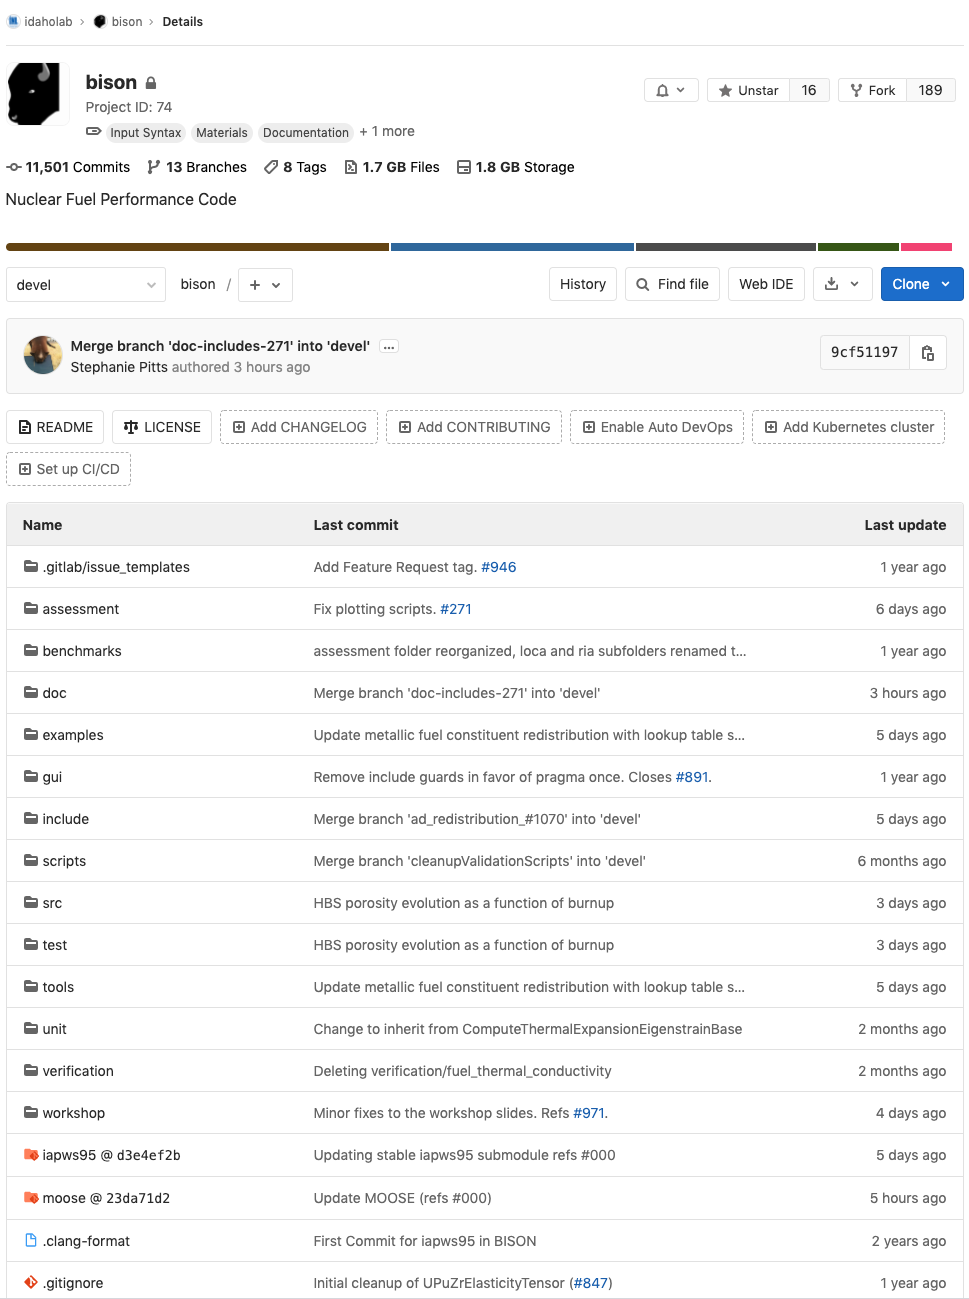 idaholab › bison › Details
bison
Project ID: 74
Input Syntax Materials Documentation + 1 more
Unstar 16 Fork 189
11,501 Commits 13 Branches 8 Tags 1.7 GB Files 1.8 GB Storage
Nuclear Fuel Performance Code
devel bison / + History Find file Web IDE Clone
Merge branch 'doc-includes-271' into 'devel' ...
Stephanie Pitts authored 3 hours ago
9cf51197
README LICENSE Add CHANGELOG Add CONTRIBUTING Enable Auto DevOps Add Kubernetes cluster
Set up CI/CD
Name Last commit Last update
.gitlab/issue_templates Add Feature Request tag. #946 1 year ago
assessment Fix plotting scripts. #271 6 days ago
benchmarks assessment folder reorganized, loca and ria subfolders renamed t... 1 year ago
doc Merge branch 'doc-includes-271' into 'devel' 3 hours ago
examples Update metallic fuel constituent redistribution with lookup table s... 5 days ago
gui Remove include guards in favor of pragma once. Closes #891. 1 year ago
include Merge branch 'ad_redistribution_#1070' into 'devel' 5 days ago
scripts Merge branch 'cleanupValidationScripts' into 'devel' 6 months ago
src HBS porosity evolution as a function of burnup 3 days ago
test HBS porosity evolution as a function of burnup 3 days ago
tools Update metallic fuel constituent redistribution with lookup table s... 5 days ago
unit Change to inherit from ComputeThermalExpansionEigenstrainBase 2 months ago
verification Deleting verification/fuel_thermal_conductivity 2 months ago
workshop Minor fixes to the workshop slides. Refs #971. 4 days ago
iapws95 @ d3e4ef2b Updating stable iapws95 submodule refs #000 5 days ago
moose @ 23da71d2 Update MOOSE (refs #000) 5 hours ago
.clang-format First Commit for iapws95 in BISON 2 years ago
.gitignore Initial cleanup of UPuZrElasticityTensor (#847) 1 year ago